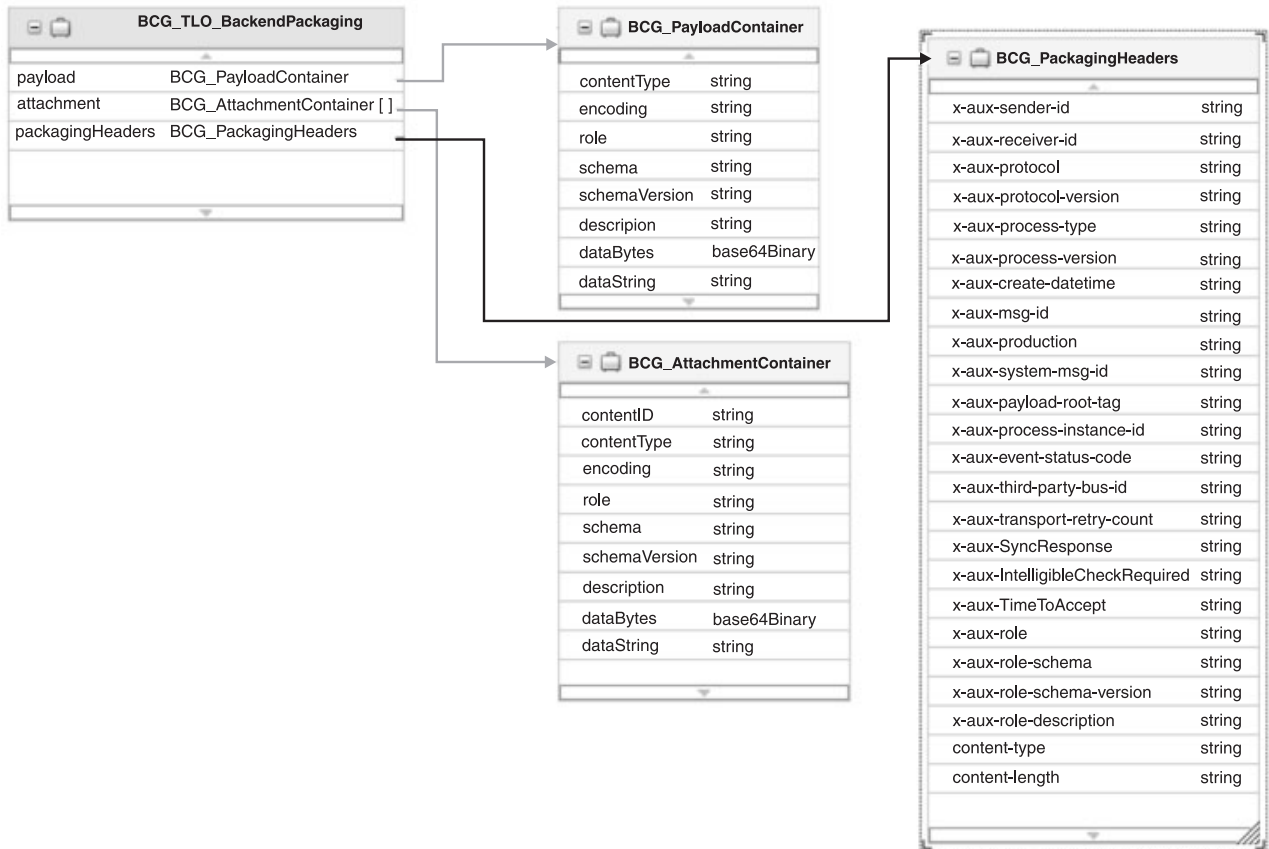 BCG_TLO_BackendPackaging
payload BCG_PayloadContainer
attachment BCG_AttachmentContainer [ ]
packagingHeaders BCG_PackagingHeaders
BCG_PayloadContainer
contentType string
encoding string
role string
schema string
schemaVersion string
descripion string
dataBytes base64Binary
dataString string
BCG_AttachmentContainer
contentID string
contentType string
encoding string
role string
schema string
schemaVersion string
description string
dataBytes base64Binary
dataString string
BCG_PackagingHeaders
x-aux-sender-id string
x-aux-receiver-id string
x-aux-protocol string
x-aux-protocol-version string
x-aux-process-type string
x-aux-process-version string
x-aux-create-datetime string
x-aux-msg-id string
x-aux-production string
x-aux-system-msg-id string
x-aux-payload-root-tag string
x-aux-process-instance-id string
x-aux-event-status-code string
x-aux-third-party-bus-id string
x-aux-transport-retry-count string
x-aux-SyncResponse string
x-aux-IntelligibleCheckRequired string
x-aux-TimeToAccept string
x-aux-role string
x-aux-role-schema string
x-aux-role-schema-version string
x-aux-role-description string
content-type string
content-length string